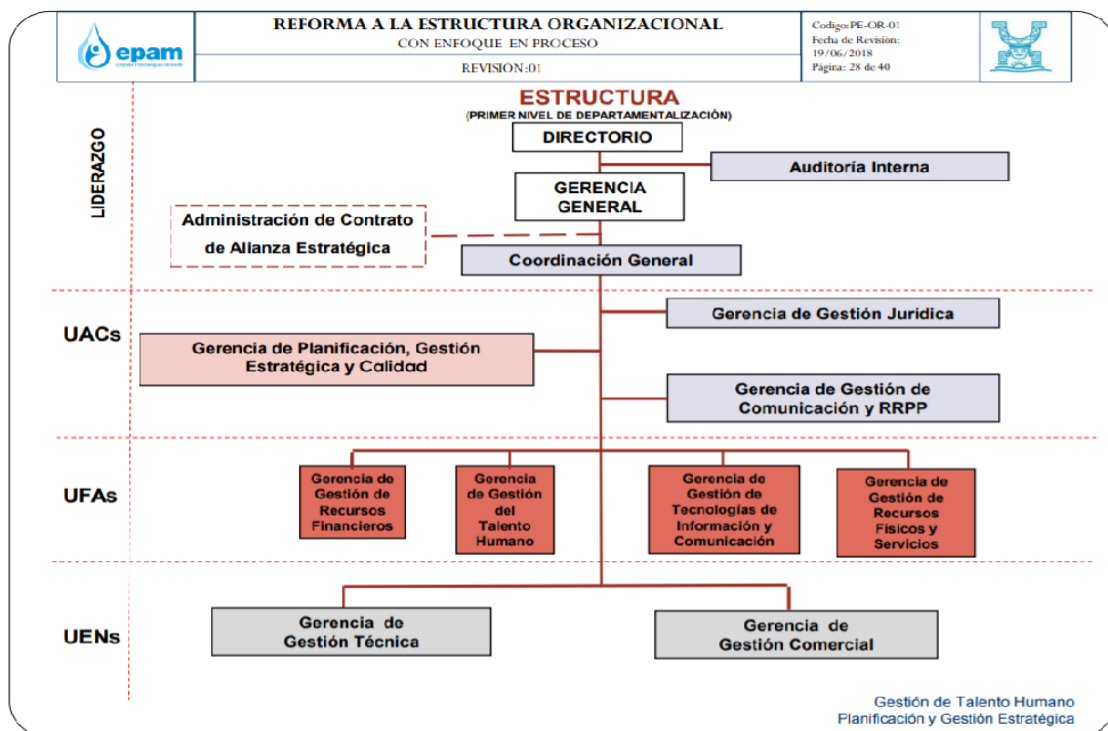 epam
REFORMA A LA ESTRUCTURA ORGANIZACIONAL
CON ENFOQUE EN PROCESO
REVISIÓN:01
Codigo:PE-OR-01
Fecha de Revisión:
19/06/2018
Página: 28 de 40
ESTRUCTURA
(PRIMER NIVEL DE DEPARTAMENTALIZACIÓN)
LIDERAZGO
DIRECTORIO
Auditoría Interna
GERENCIA
GENERAL
Administración de Contrato
de Alianza Estratégica
Coordinación General
UACs
Gerencia de Gestión Jurídica
Gerencia de Planificación, Gestión
Estratégica y Calidad
Gerencia de Gestión de
Comunicación y RRPP
UFAs
Gerencia de
Gestión de
Recursos
Financieros
Gerencia
de Gestión
del
Talento
Humano
Gerencia de
Gestión de
Tecnologías de
Información y
Comunicación
Gerencia de
Gestión de
Recursos
Físicos y
Servicios
UENs
Gerencia de
Gestión Técnica
Gerencia de
Gestión Comercial
Gestión de Talento Humano
Planificación y Gestión Estratégica